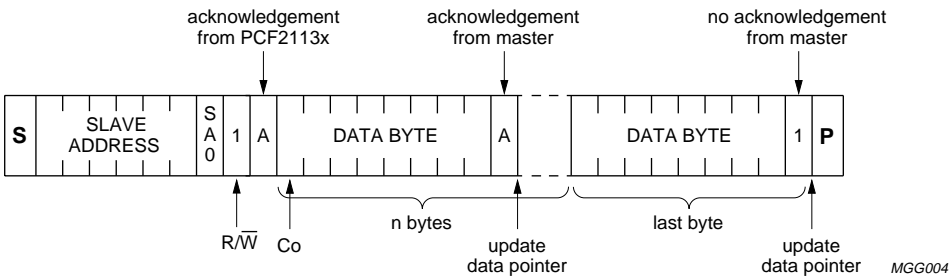 acknowledgement
from PCF2113x
acknowledgement
from master
no acknowledgement
from master
S
SLAVE
ADDRESS
S
A
0
1
A
DATA BYTE
A
DATA BYTE
1
P
R/W̅
Co
n bytes
update
data pointer
last byte
update
data pointer
MGG004